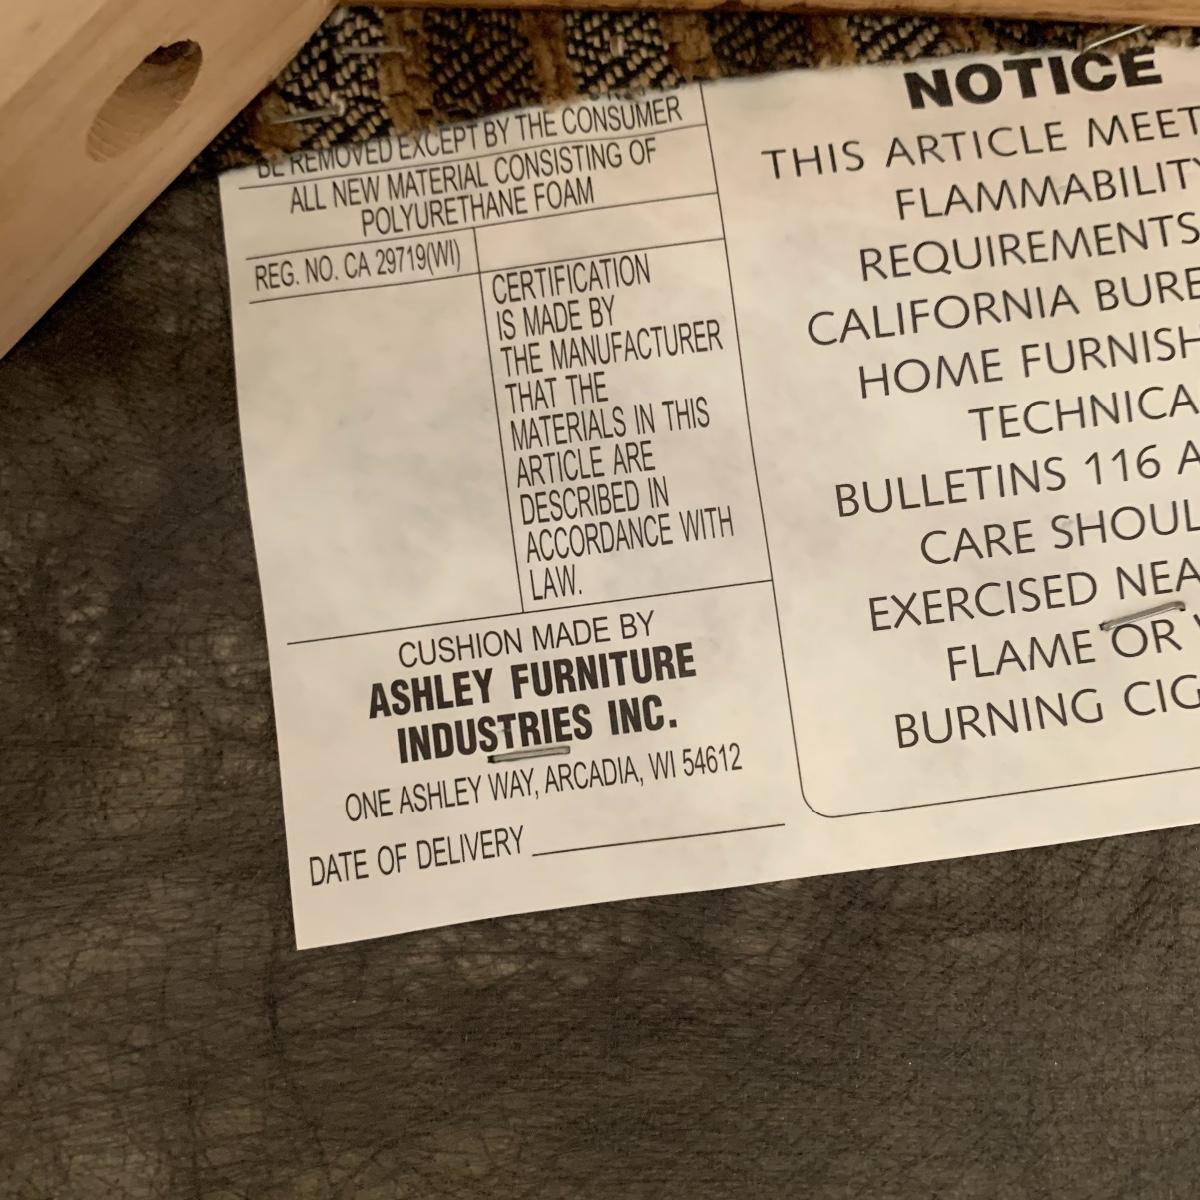 BE REMOVED EXCEPT BY THE CONSUMER
ALL NEW MATERIAL CONSISTING OF
POLYURETHANE FOAM
REG. NO. CA 29719(WI)
CERTIFICATION
IS MADE BY
THE MANUFACTURER
THAT THE
MATERIALS IN THIS
ARTICLE ARE
DESCRIBED IN
ACCORDANCE WITH
LAW.
CUSHION MADE BY
ASHLEY FURNITURE
INDUSTRIES INC.
ONE ASHLEY WAY, ARCADIA, WI 54612
DATE OF DELIVERY
NOTICE
THIS ARTICLE MEET
FLAMMABILITY
REQUIREMENTS
CALIFORNIA BURE
HOME FURNISH
TECHNICA
BULLETINS 116 A
CARE SHOUL
EXERCISED NEA
FLAME OR
BURNING CIG